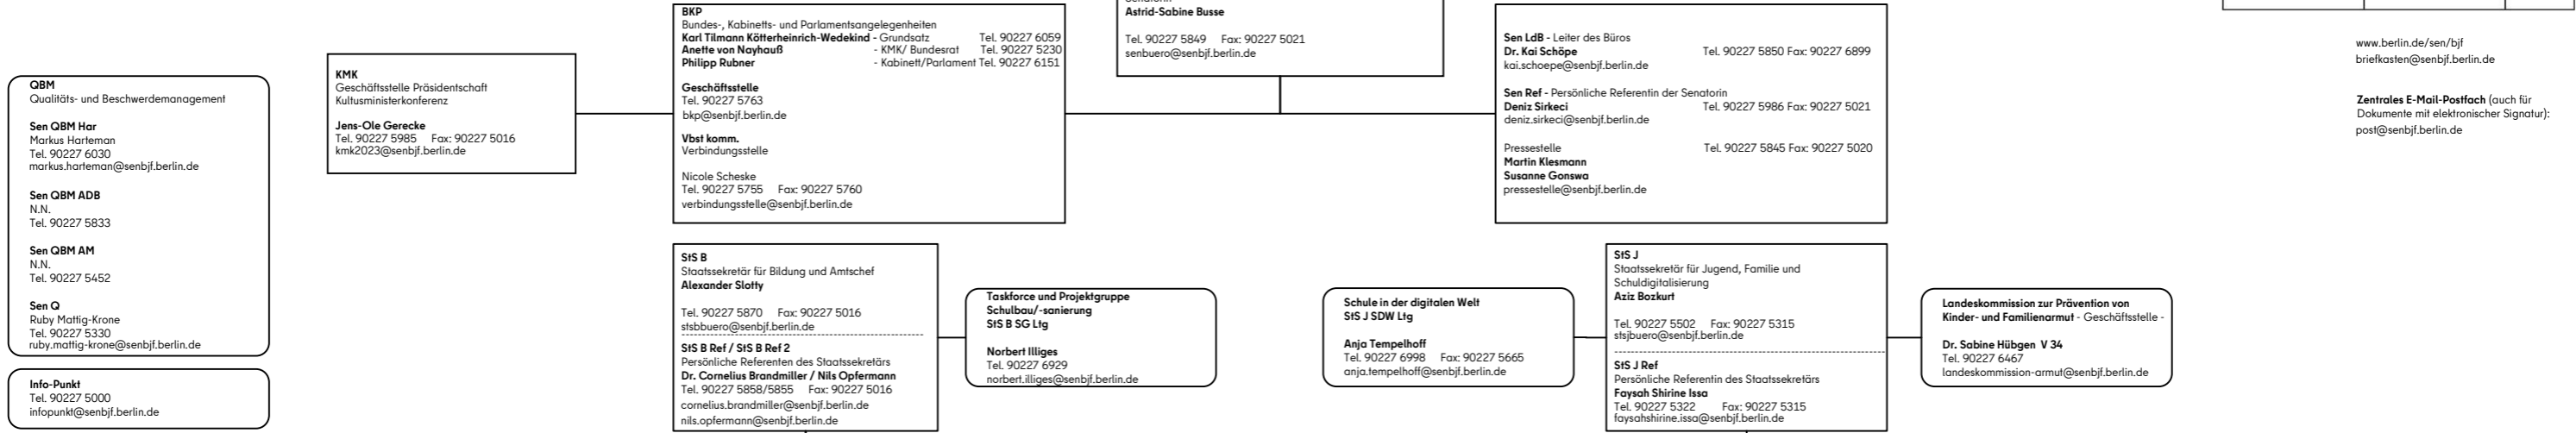 QBM
Qualitäts- und Beschwerdemanagement
Sen QBM Har
Markus Harteman
Tel. 90227 6030
markus.harteman@senbjf.berlin.de
Sen QBM ADB
N.N.
Tel. 90227 5833
Sen QBM AM
N.N.
Tel. 90227 5452
Sen Q
Ruby Mattig-Krone
Tel. 90227 5330
ruby.mattig-krone@senbjf.berlin.de
Info-Punkt
Tel. 90227 5000
infopunkt@senbjf.berlin.de
KMK
Geschäftsstelle Präsidentschaft
Kultusministerkonferenz
Jens-Ole Gerecke
Tel. 90227 5985 Fax: 90227 5016
kmk2023@senbjf.berlin.de
BKP
Bundes-, Kabinetts- und Parlamentsangelegenheiten
Karl Tilmann Kötterheinrich-Wedekind - Grundsatz Tel. 90227 6059
Anette von Nayhauß - KMK/ Bundesrat Tel. 90227 5230
Philipp Rubner - Kabinett/Parlament Tel. 90227 6151
Geschäftsstelle
Tel. 90227 5763
bkp@senbjf.berlin.de
Vbst komm.
Verbindungsstelle
Nicole Scheske
Tel. 90227 5755 Fax: 90227 5760
verbindungsstelle@senbjf.berlin.de
Astrid-Sabine Busse
Tel. 90227 5849 Fax: 90227 5021
senbuero@senbjf.berlin.de
Sen LdB - Leiter des Büros
Dr. Kai Schöpe Tel. 90227 5850 Fax: 90227 6899
kai.schoepe@senbjf.berlin.de
Sen Ref - Persönliche Referentin der Senatorin
Deniz Sirkeci Tel. 90227 5986 Fax: 90227 5021
deniz.sirkeci@senbjf.berlin.de
Pressestelle Tel. 90227 5845 Fax: 90227 5020
Martin Klesmann
Susanne Gonswa
pressestelle@senbjf.berlin.de
www.berlin.de/sen/bjf
briefkasten@senbjf.berlin.de
Zentrales E-Mail-Postfach (auch für
Dokumente mit elektronischer Signatur):
post@senbjf.berlin.de
StS B
Staatssekretär für Bildung und Amtschef
Alexander Slotty
Tel. 90227 5870 Fax: 90227 5016
stsbbuero@senbjf.berlin.de
StS B Ref / StS B Ref 2
Persönliche Referenten des Staatssekretärs
Dr. Cornelius Brandmiller / Nils Opfermann
Tel. 90227 5858/5855 Fax: 90227 5016
cornelius.brandmiller@senbjf.berlin.de
nils.opfermann@senbjf.berlin.de
Taskforce und Projektgruppe
Schulbau/-sanierung
StS B SG Ltg
Norbert Illiges
Tel. 90227 6929
norbert.illiges@senbjf.berlin.de
Schule in der digitalen Welt
StS J SDW Ltg
Anja Tempelhoff
Tel. 90227 6998 Fax: 90227 5665
anja.tempelhoff@senbjf.berlin.de
StS J
Staatssekretär für Jugend, Familie und
Schuldigitalisierung
Aziz Bozkurt
Tel. 90227 5502 Fax: 90227 5315
stsjbuero@senbjf.berlin.de
StS J Ref
Persönliche Referentin des Staatssekretärs
Faysah Shirine Issa
Tel. 90227 5322 Fax: 90227 5315
faysahshirine.issa@senbjf.berlin.de
Landeskommission zur Prävention von
Kinder- und Familienarmut - Geschäftsstelle -
Dr. Sabine Hübgen V 34
Tel. 90227 6467
landeskommission-armut@senbjf.berlin.de